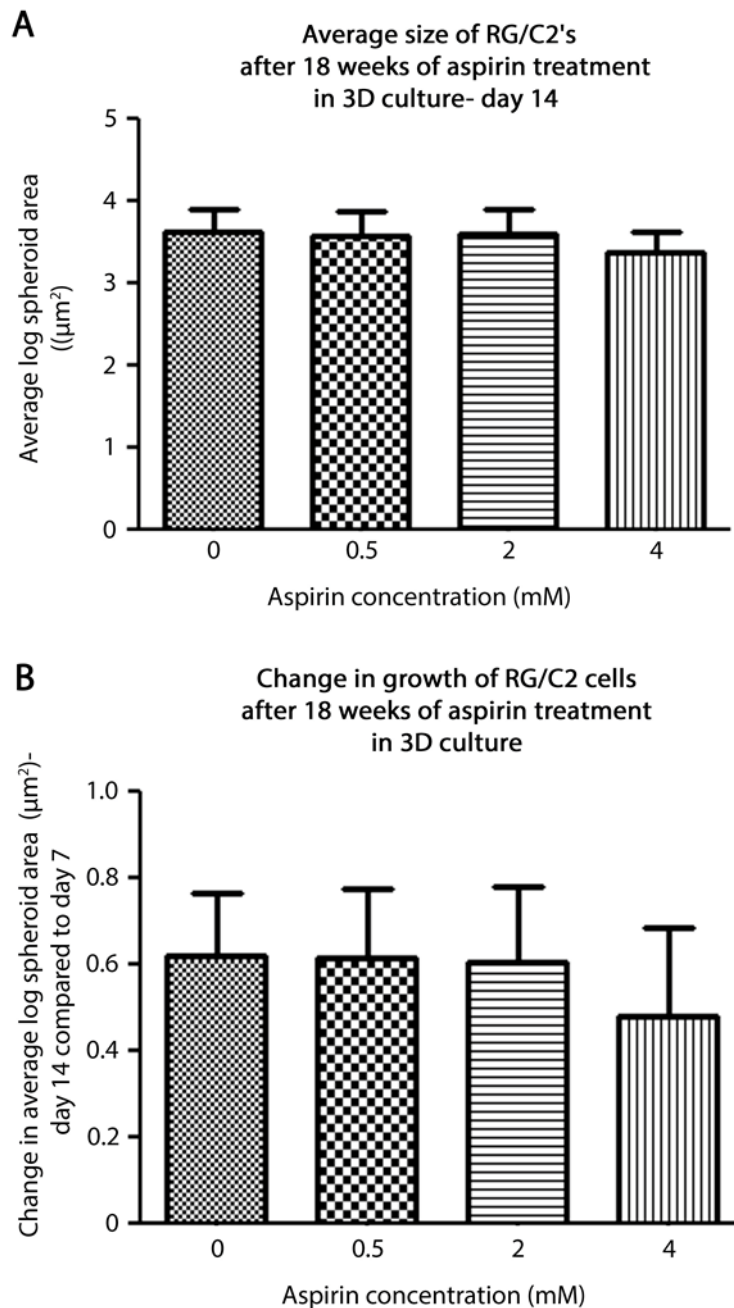 A
Average size of RG/C2's
after 18 weeks of aspirin treatment
in 3D culture- day 14
Average log spheroid area
((µm²)
5
4
3
2
1
0
0 0.5 2 4
Aspirin concentration (mM)
B
Change in growth of RG/C2 cells
after 18 weeks of aspirin treatment
in 3D culture
Change in average log spheroid area (µm²)-
day 14 compared to day 7
1.0
0.8
0.6
0.4
0.2
0
0 0.5 2 4
Aspirin concentration (mM)